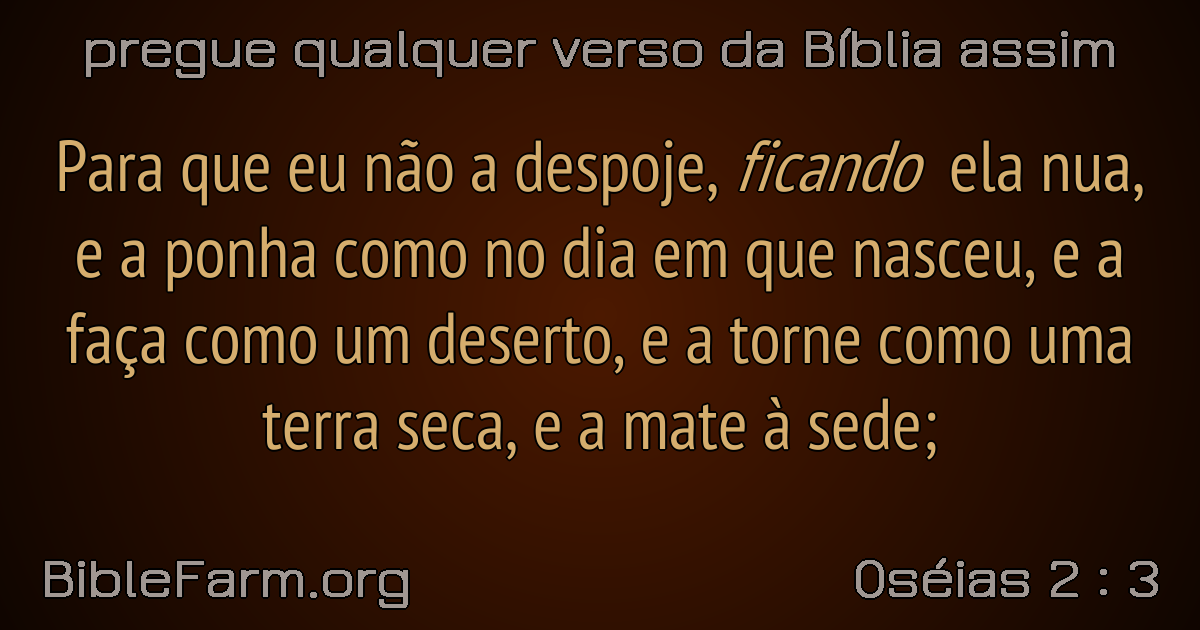 pregue qualquer verso da Bíblia assim
Para que eu não a despoje, ficando ela nua,
e a ponha como no dia em que nasceu, e a
faça como um deserto, e a torne como uma
terra seca, e a mate à sede;
BibleFarm.org
Oséias 2 : 3